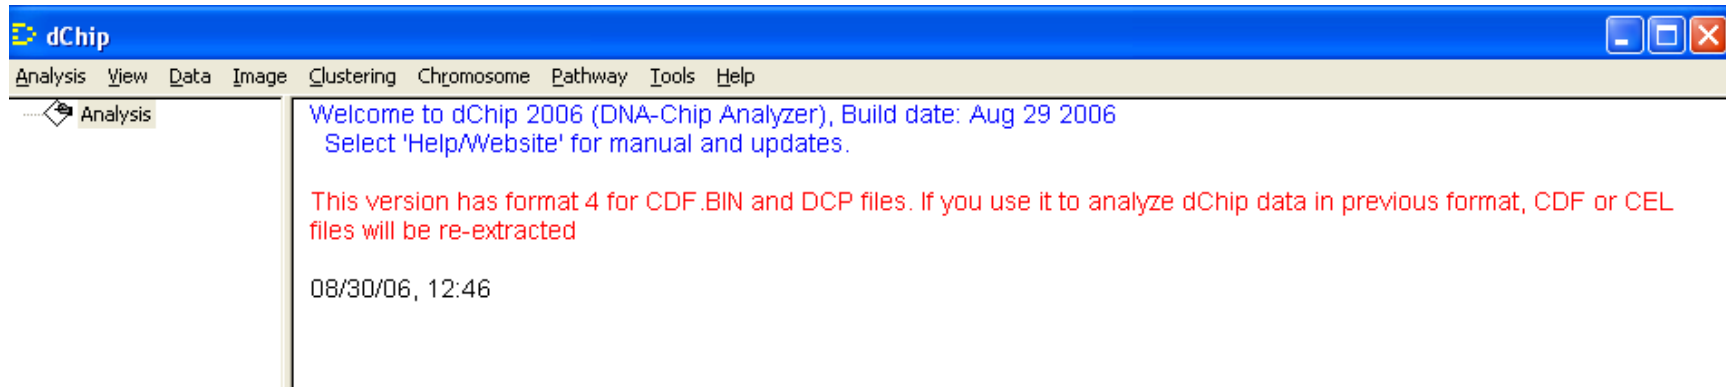 dChip
Analysis View Data Image Clustering Chromosome Pathway Tools Help
Analysis
Welcome to dChip 2006 (DNA-Chip Analyzer), Build date: Aug 29 2006
Select 'Help/Website' for manual and updates.
This version has format 4 for CDF.BIN and DCP files. If you use it to analyze dChip data in previous format, CDF or CEL
files will be re-extracted
08/30/06, 12:46